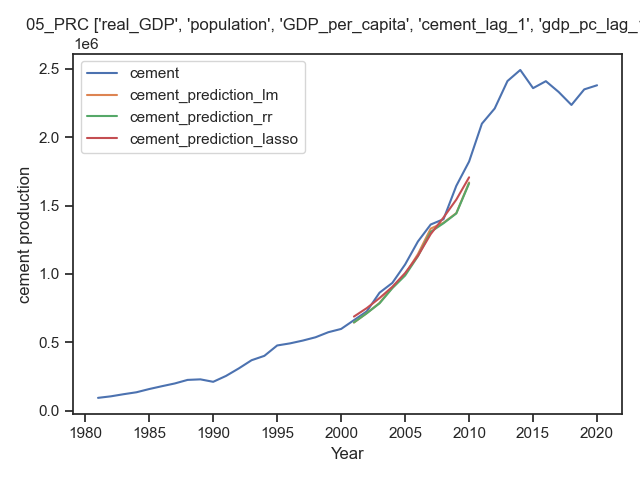 05_PRC ['real_GDP', 'population', 'GDP_per_capita', 'cement_lag_1', 'gdp_pc_lag_
1e6
cement
cement_prediction_lm
cement_prediction_rr
cement_prediction_lasso
2.5
2.0
1.5
1.0
0.5
0.0
cement production
1980 1985 1990 1995 2000 2005 2010 2015 2020
Year